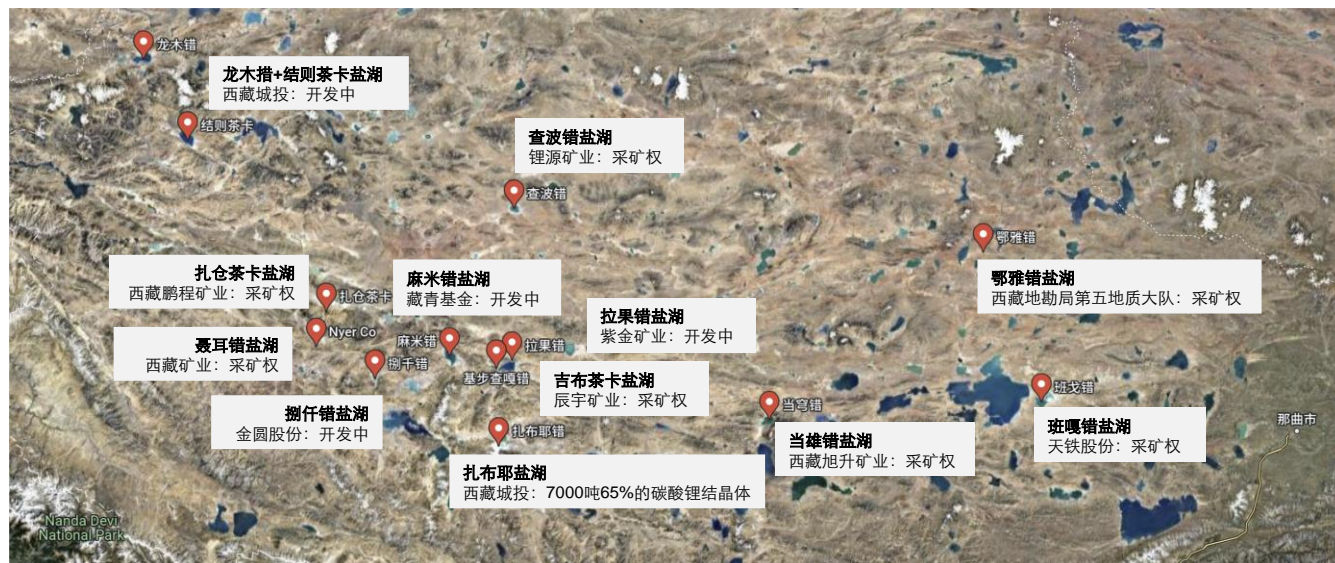 龙木错
龙木措+结则茶卡盐湖
西藏城投：开发中
结则茶卡
查波错盐湖
锂源矿业：采矿权
查波错
鄂雅错
鄂雅错盐湖
西藏地勘局第五地质大队：采矿权
扎仓茶卡盐湖
西藏鹏程矿业：采矿权
扎仓茶卡
麻米错盐湖
藏青基金：开发中
拉果错盐湖
紫金矿业：开发中
Nyer Co
聂耳错盐湖
西藏矿业：采矿权
麻米错
拉果错
捌千错
基步查嘎错
吉布茶卡盐湖
辰宇矿业：采矿权
捌仟错盐湖
金圆股份：开发中
当穹错
班戈错
扎布耶错
当雄错盐湖
西藏旭升矿业：采矿权
班嘎错盐湖
天铁股份：采矿权
那曲市
扎布耶盐湖
西藏城投：7000吨65%的碳酸锂结晶体
Nanda Devi
National Park